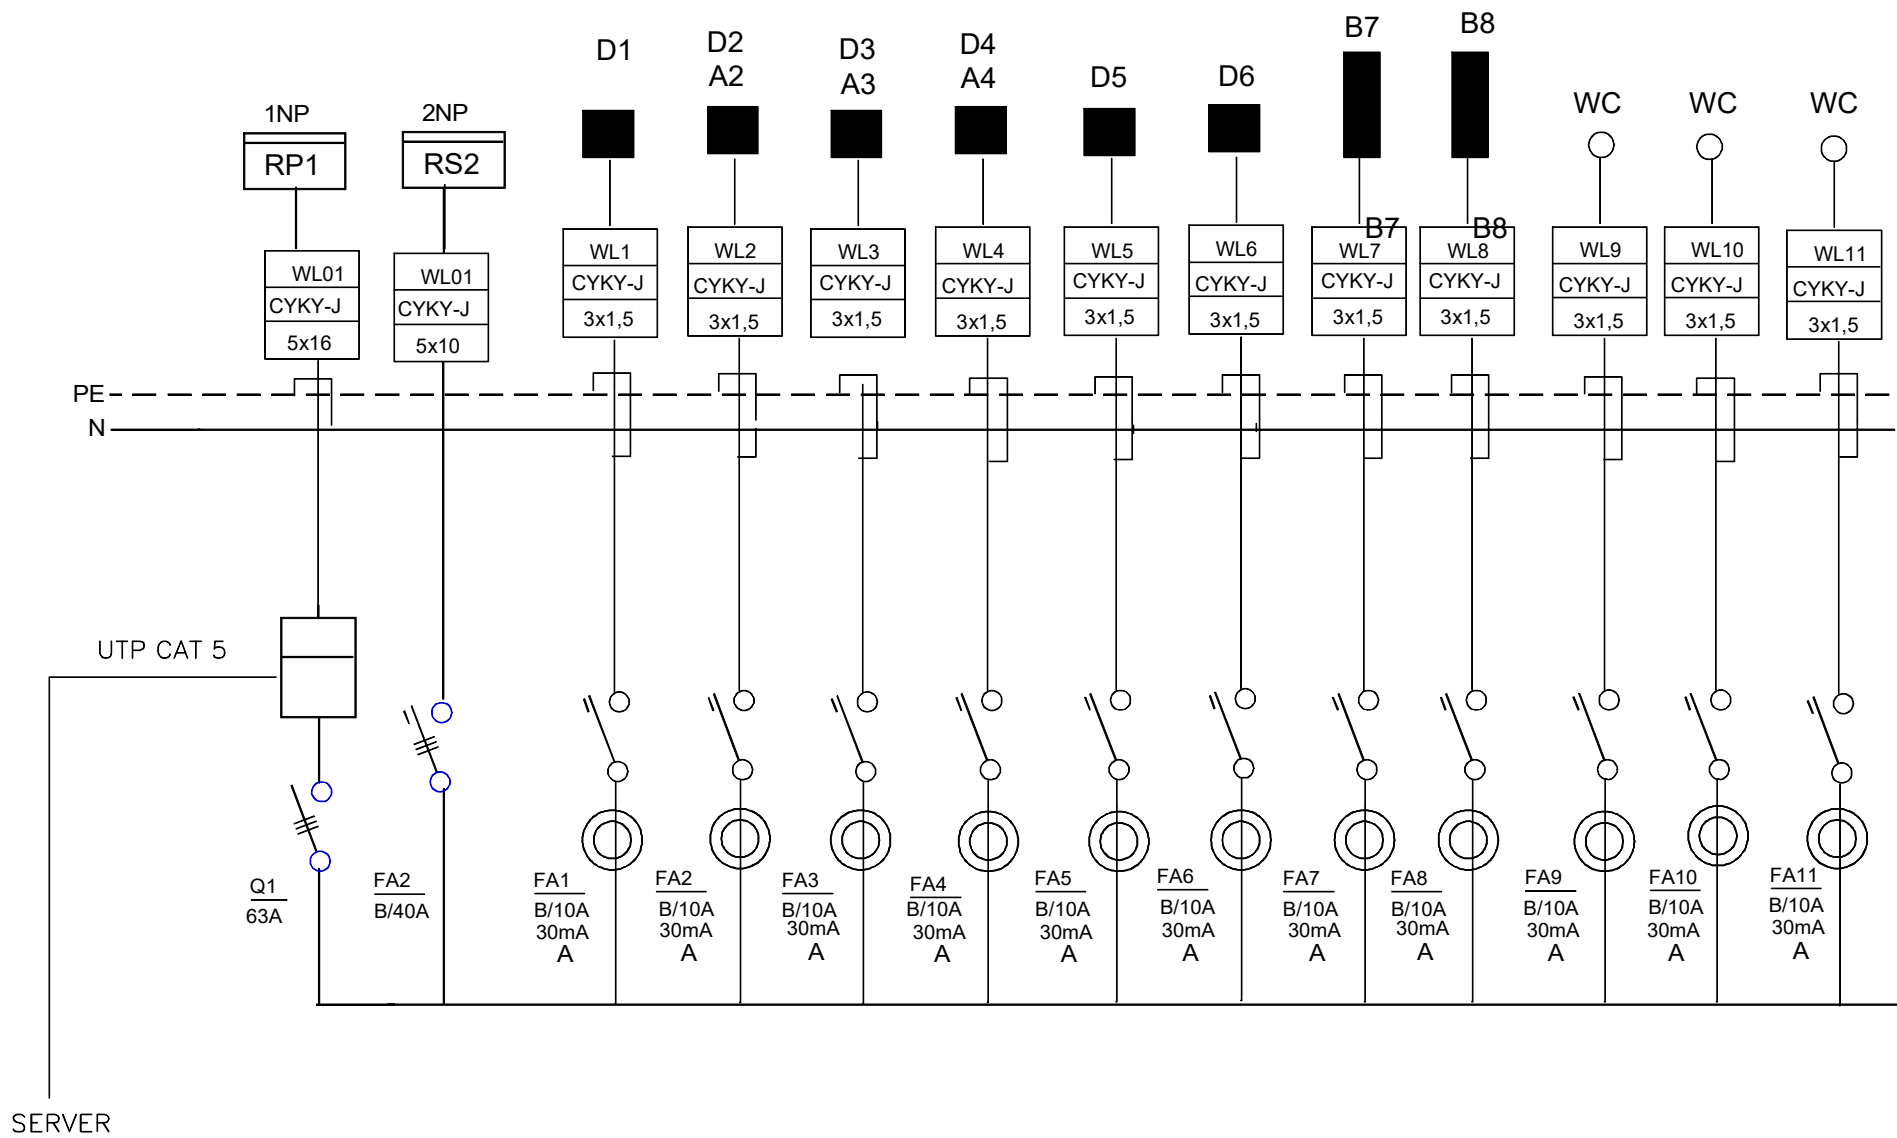 B7
B8
D1
D2
A2
D3
A3
D4
A4
D5
D6
WC
WC
WC
1NP
RP1
2NP
RS2
B7
B8
WL01
CYKY-J
5x16
WL01
CYKY-J
5x10
WL1
CYKY-J
3x1,5
WL2
CYKY-J
3x1,5
WL3
CYKY-J
3x1,5
WL4
CYKY-J
3x1,5
WL5
CYKY-J
3x1,5
WL6
CYKY-J
3x1,5
WL7
CYKY-J
3x1,5
WL8
CYKY-J
3x1,5
WL9
CYKY-J
3x1,5
WL10
CYKY-J
3x1,5
WL11
CYKY-J
3x1,5
PE
N
UTP CAT 5
Q1
63A
FA2
B/40A
FA1
B/10A
30mA
A
FA2
B/10A
30mA
A
FA3
B/10A
30mA
A
FA4
B/10A
30mA
A
FA5
B/10A
30mA
A
FA6
B/10A
30mA
A
FA7
B/10A
30mA
A
FA8
B/10A
30mA
A
FA9
B/10A
30mA
A
FA10
B/10A
30mA
A
FA11
B/10A
30mA
A
SERVER